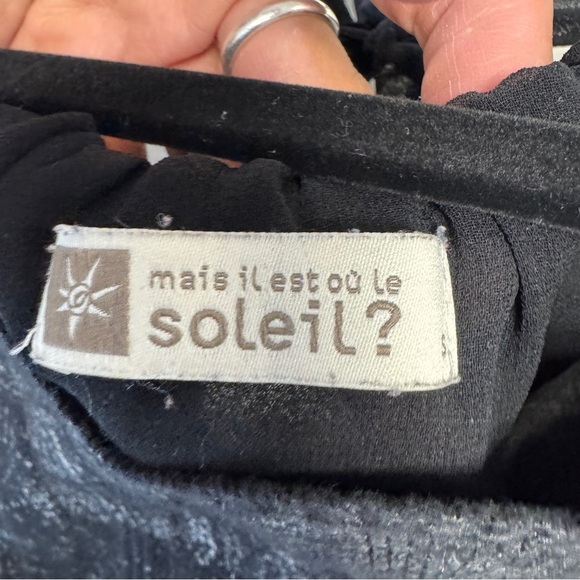 mais il est où le
soleil?
S